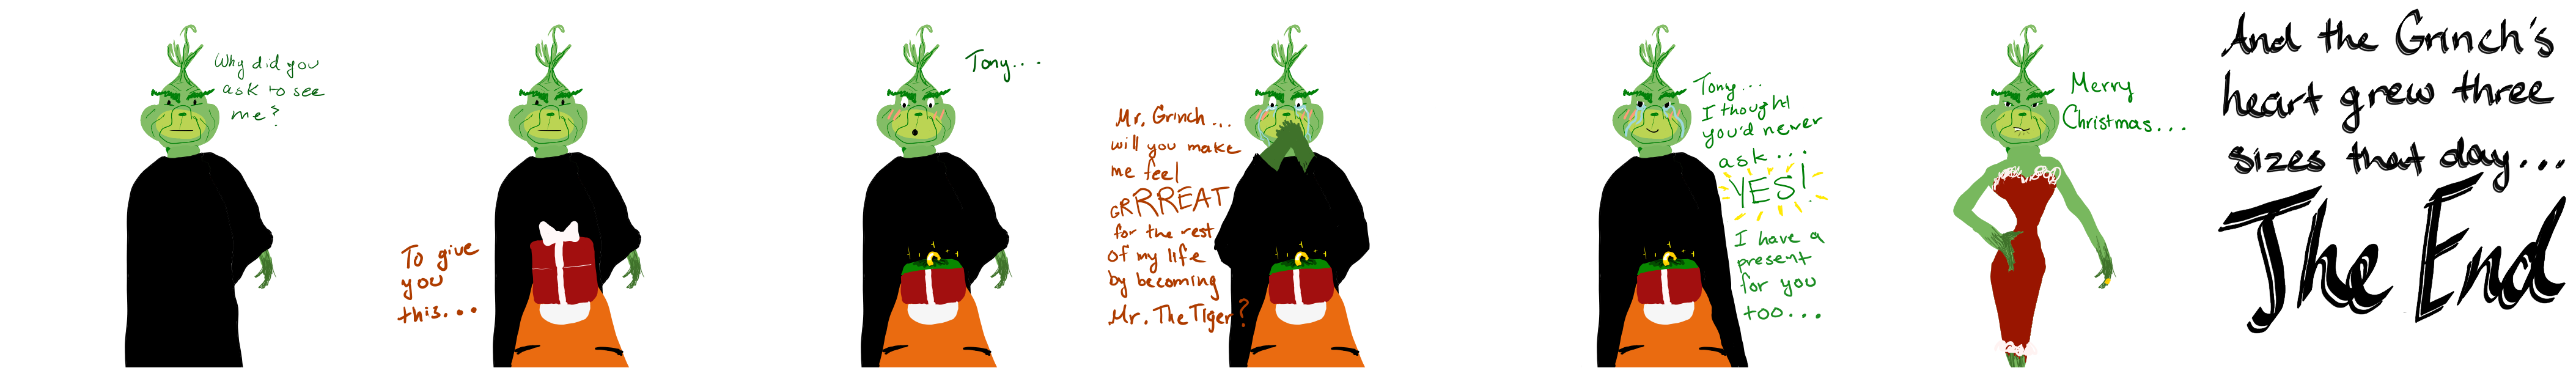 Why did you
ask to see
me?
To give
you
this...
Tony...
Mr. Grinch...
will you make
me feel
GRRREAT
for the rest
of my life
by becoming
Mr. The Tiger?
Tony...
I thought
you'd never
ask...
YES!
I have a
present
for you
too...
Merry
Christmas...
And the Grinch's
heart grew three
sizes that day...
The End